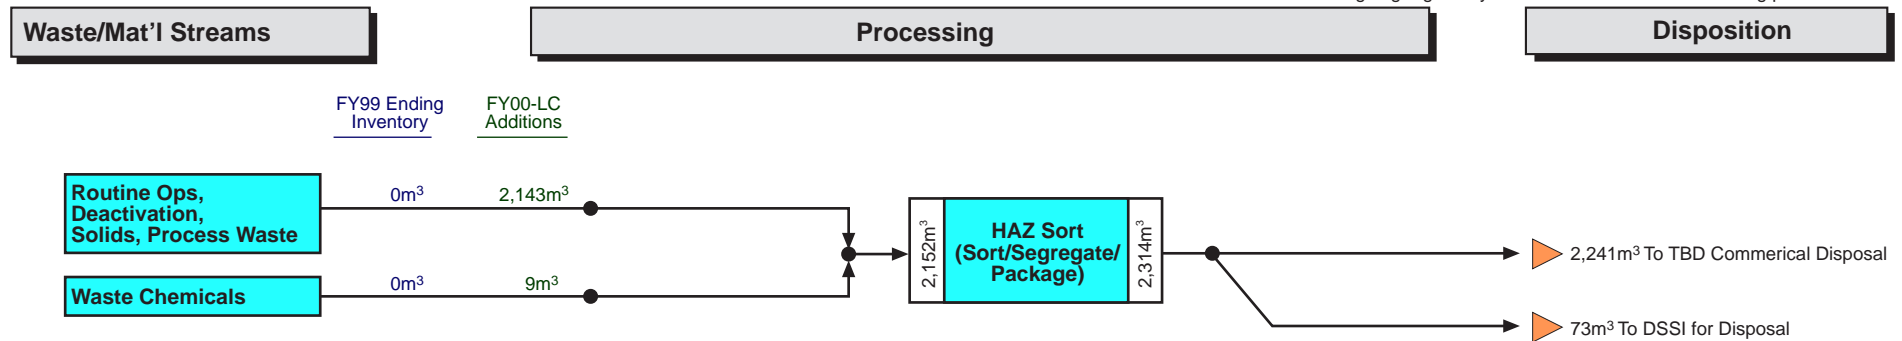 Waste/Mat'l Streams
Processing
Disposition
FY99 Ending
Inventory
FY00-LC
Additions
Routine Ops,
Deactivation,
Solids, Process Waste
0m³
2,143m³
Waste Chemicals
0m³
9m³
2,152m³
HAZ Sort
(Sort/Segregate/
Package)
2,314m³
2,241m³ To TBD Commerical Disposal
73m³ To DSSI for Disposal